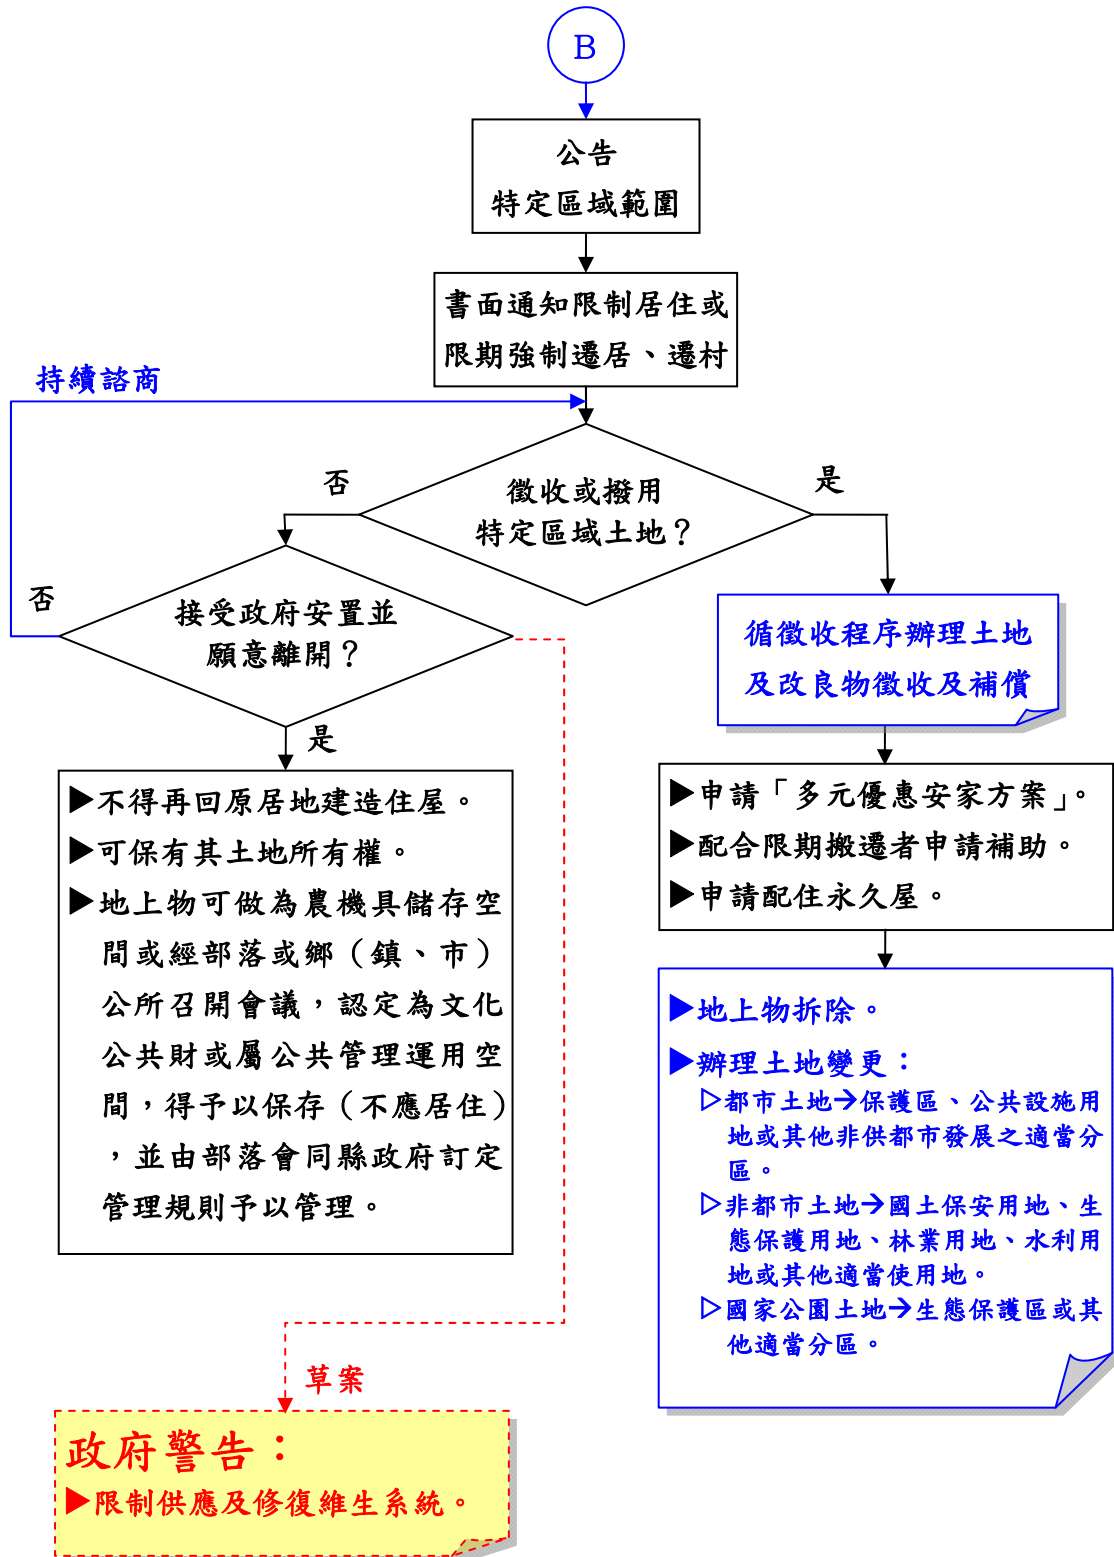 B
公告
特定區域範圍
書面通知限制居住或
限期強制遷居、遷村
持續諮商
徵收或撥用
特定區域土地？
否
是
接受政府安置並
願意離開？
否
是
循徵收程序辦理土地
及改良物徵收及補償
▶不得再回原居地建造住屋。
▶可保有其土地所有權。
▶地上物可做為農機具儲存空
間或經部落或鄉（鎮、市）
公所召開會議，認定為文化
公共財或屬公共管理運用空
間，得予以保存（不應居住）
，並由部落會同縣政府訂定
管理規則予以管理。
▶申請「多元優惠安家方案」。
▶配合限期搬遷者申請補助。
▶申請配住永久屋。
▶地上物拆除。
▶辦理土地變更：
▷都市土地→保護區、公共設施用
地或其他非供都市發展之適當分
區。
▷非都市土地→國土保安用地、生
態保護用地、林業用地、水利用
地或其他適當使用地。
▷國家公園土地→生態保護區或其
他適當分區。
草案
政府警告：
▶限制供應及修復維生系統。